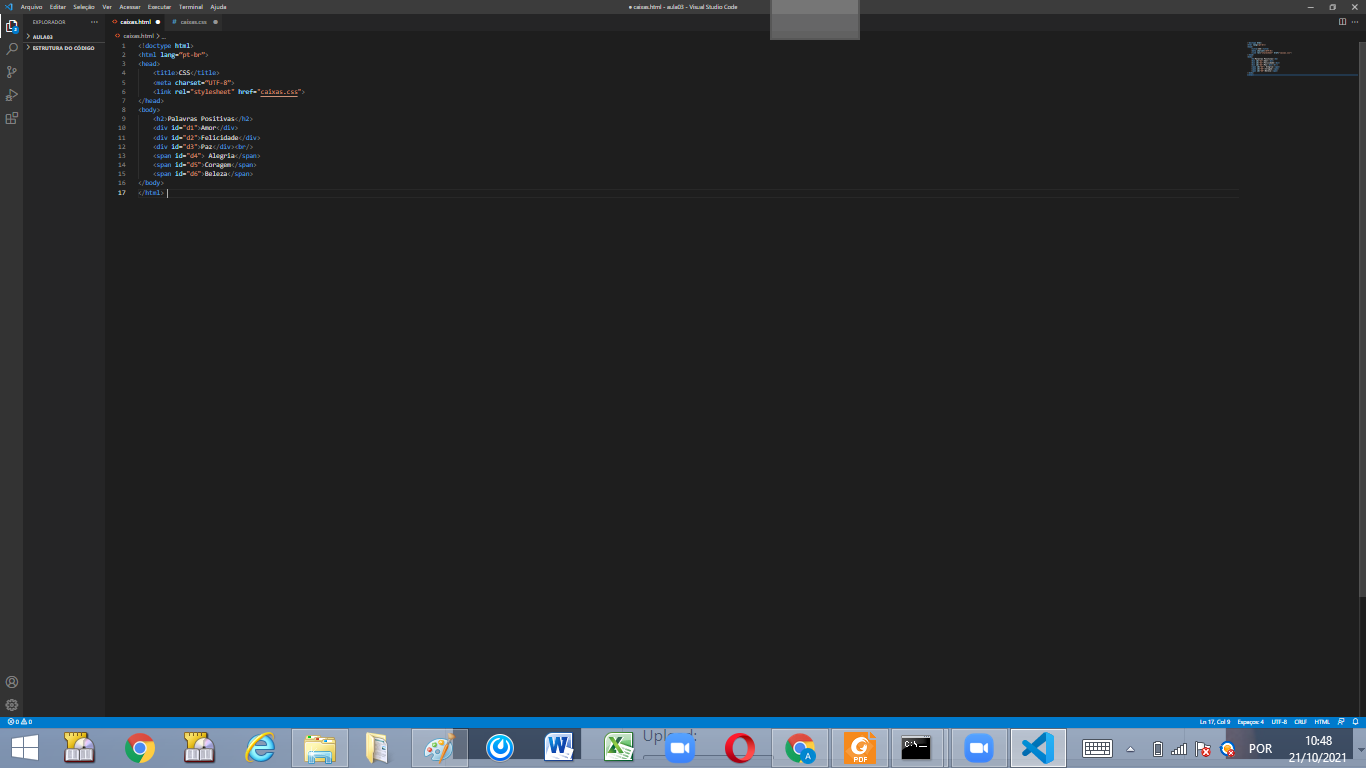 Arquivo Editar Seleção Ver Acessar Executar Terminal Ajuda
● caixas.html - aula03 - Visual Studio Code
EXPLORADOR ···
caixas.html ● # caixas.css ●
AULA03
ESTRUTURA DO CÓDIGO
caixas.html > ...
1 <!doctype html>
2 <html lang="pt-br">
3 <head>
4 <title>CSS</title>
5 <meta charset="UTF-8">
6 <link rel="stylesheet" href="caixas.css">
7 </head>
8 <body>
9 <h2>Palavras Positivas</h2>
10 <div id="d1">Amor</div>
11 <div id="d2">Felicidade</div>
12 <div id="d3">Paz</div><br/>
13 <span id="d4"> Alegria</span>
14 <span id="d5">Coragem</span>
15 <span id="d6">Beleza</span>
16 </body>
17 </html>
0 0
Ln 17, Col 9 Espaços: 4 UTF-8 CRLF HTML
Upload:
A
PDF
C:\
POR
10:48
21/10/2021